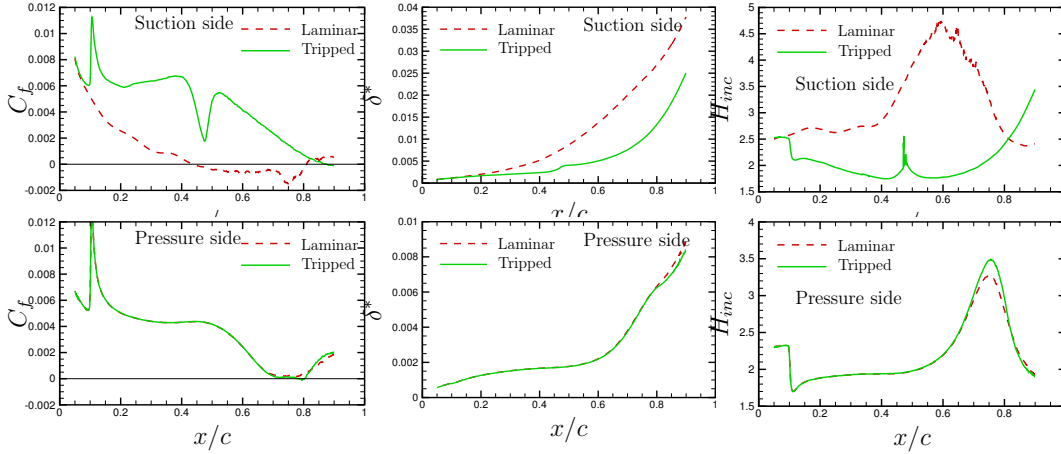 Suction side
Laminar
Tripped
C_f
0.012
0.01
0.008
0.006
0.004
0.002
0
-0.002
0 0.2 0.4 0.6 0.8 1
Suction side
Laminar
Tripped
δ*
0.04
0.035
0.03
0.025
0.02
0.015
0.01
0.005
0
0 0.2 0.4 0.6 0.8 1
x/c
Laminar
Tripped
Suction side
H_inc
5
4.5
4
3.5
3
2.5
2
1.5
0 0.2 0.4 0.6 0.8
Pressure side
Laminar
Tripped
C_f
0.012
0.01
0.008
0.006
0.004
0.002
0
-0.002
0 0.2 0.4 0.6 0.8 1
x/c
Pressure side
Laminar
Tripped
δ*
0.01
0.008
0.006
0.004
0.002
0
0 0.2 0.4 0.6 0.8 1
x/c
Laminar
Tripped
Pressure side
H_inc
4
3.5
3
2.5
2
1.5
0 0.2 0.4 0.6 0.8
x/c